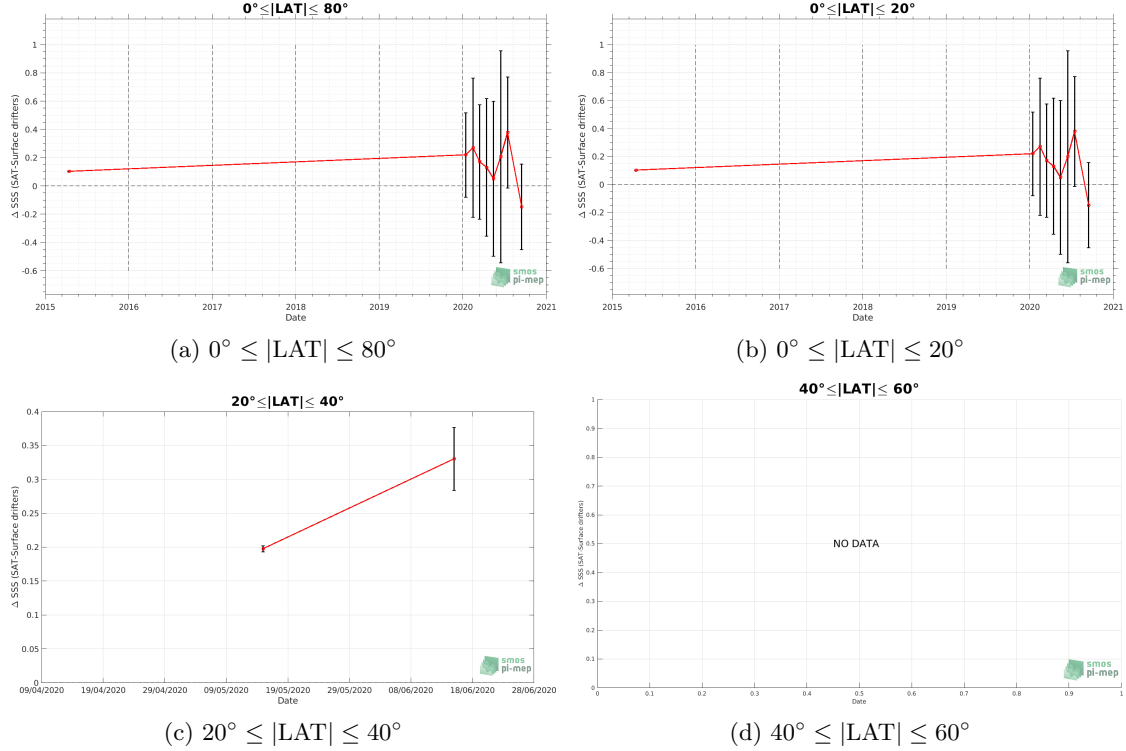 0°≤|LAT|≤ 80°
Δ SSS (SAT-Surface drifters)
1
0.8
0.6
0.4
0.2
0
-0.2
-0.4
-0.6
2015 2016 2017 2018 2019 2020 2021
Date
smos
pi-mep
(a) 0° ≤ |LAT| ≤ 80°
0°≤|LAT|≤ 20°
Δ SSS (SAT-Surface drifters)
1
0.8
0.6
0.4
0.2
0
-0.2
-0.4
-0.6
2015 2016 2017 2018 2019 2020 2021
Date
smos
pi-mep
(b) 0° ≤ |LAT| ≤ 20°
20°≤|LAT|≤ 40°
Δ SSS (SAT-Surface drifters)
0.4
0.35
0.3
0.25
0.2
0.15
0.1
0.05
0
09/04/2020 19/04/2020 29/04/2020 09/05/2020 19/05/2020 29/05/2020 08/06/2020 18/06/2020 28/06/2020
Date
smos
pi-mep
(c) 20° ≤ |LAT| ≤ 40°
40°≤|LAT|≤ 60°
Δ SSS (SAT-Surface drifters)
1
0.9
0.8
0.7
0.6
0.5
0.4
0.3
0.2
0.1
0
NO DATA
0 0.1 0.2 0.3 0.4 0.5 0.6 0.7 0.8 0.9 1
Date
smos
pi-mep
(d) 40° ≤ |LAT| ≤ 60°